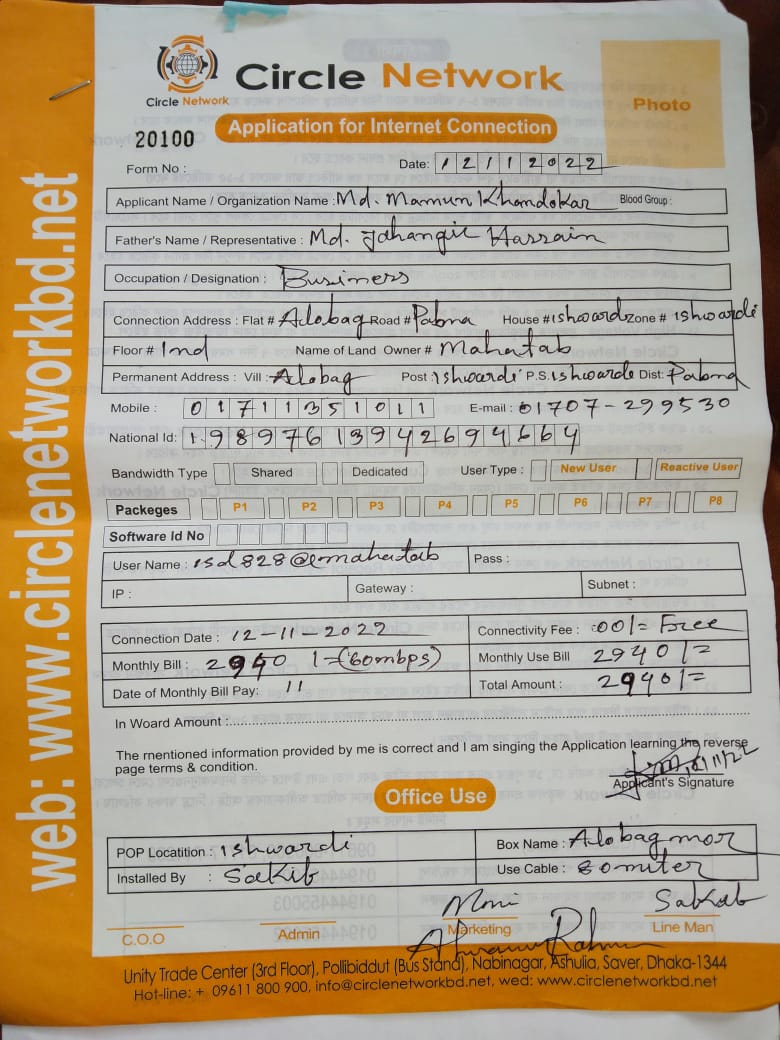 web: www.circlenetworkbd.net
Circle Network
Circle Network
Photo
20100
Application for Internet Connection
Form No :
Date: 12112022
Applicant Name / Organization Name : Md. Mamun Khandokar Blood Group :
Father's Name / Representative : Md. Jahangir Hassain
Occupation / Designation : Business
Connection Address : Flat # Alobag Road # Pabna House # ishwardi Zone # ishwardi
Floor # Ind Name of Land Owner # Mahatab
Permanent Address : Vill : Alobag Post : ishwardi P.S. ishwardi Dist: Pabna
Mobile : 01711351011 E-mail : 01707-299530
National Id: 19897613942694664
Bandwidth Type Shared Dedicated User Type : New User Reactive User
Packeges P1 P2 P3 P4 P5 P6 P7 P8
Software Id No
User Name : isd828@mahatab Pass :
IP : Gateway : Subnet :
Connection Date : 12-11-2022 Connectivity Fee : 00/= Free
Monthly Bill : 2940 /=(60mbps) Monthly Use Bill 2940/=
Date of Monthly Bill Pay: 11 Total Amount : 2940/=
In Woard Amount :
The mentioned information provided by me is correct and I am singing the Application learning the reverse
page terms & condition.
Applicant's Signature
Office Use
POP Locatition : ishwardi Box Name : Alobag mor
Installed By : Sakib Use Cable : 80 miter
Moni
C.O.O Admin Marketing Line Man
Unity Trade Center (3rd Floor), Pollibiddut (Bus Stand), Nabinagar, Ashulia, Saver, Dhaka-1344
Hot-line: + 09611 800 900, info@circlenetworkbd.net, wed: www.circlenetworkbd.net